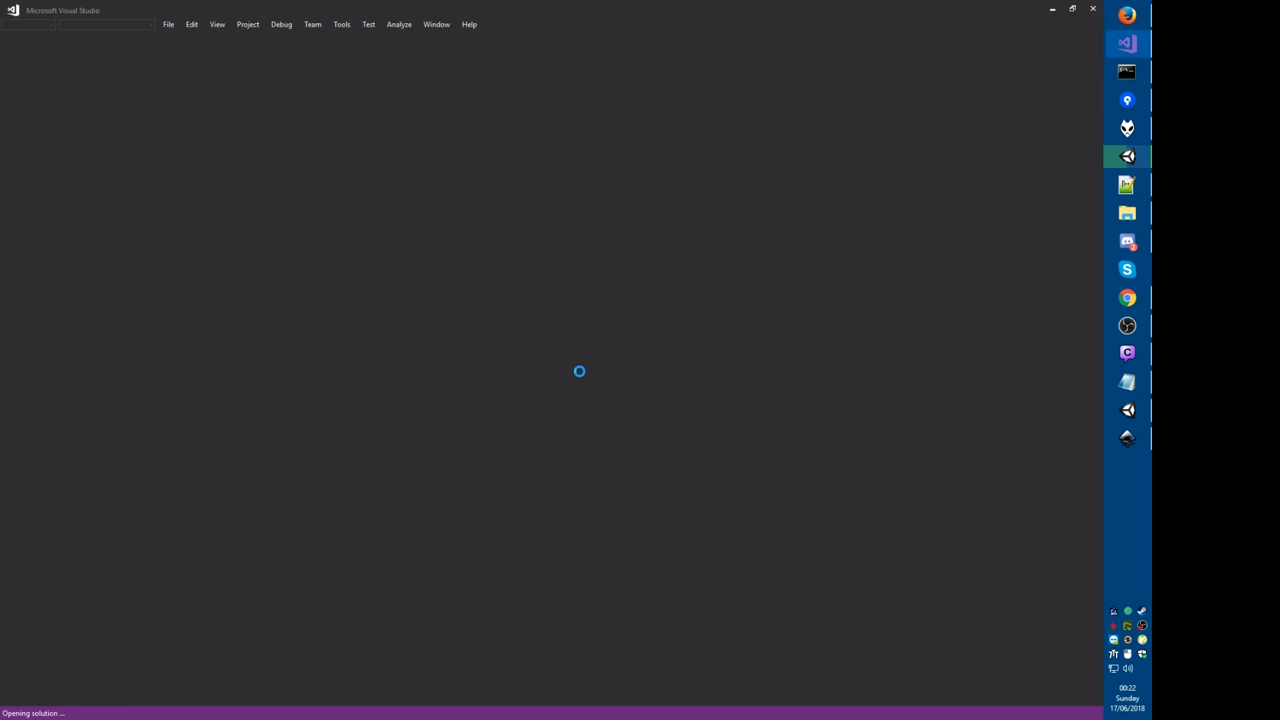 Microsoft Visual Studio
File Edit View Project Debug Team Tools Test Analyze Window Help
Opening solution ...
00:22
Sunday
17/06/2018